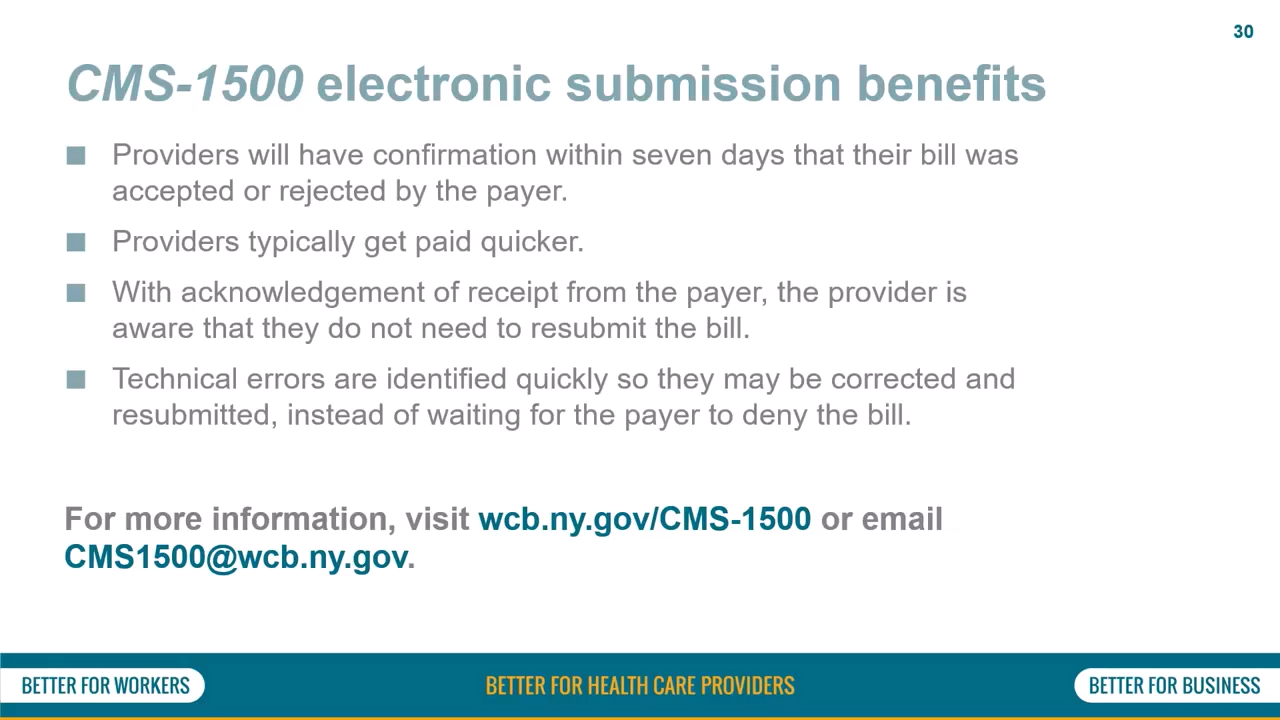 30
CMS-1500 electronic submission benefits
■ Providers will have confirmation within seven days that their bill was
accepted or rejected by the payer.
■ Providers typically get paid quicker.
■ With acknowledgement of receipt from the payer, the provider is
aware that they do not need to resubmit the bill.
■ Technical errors are identified quickly so they may be corrected and
resubmitted, instead of waiting for the payer to deny the bill.
For more information, visit wcb.ny.gov/CMS-1500 or email
CMS1500@wcb.ny.gov.
BETTER FOR WORKERS
BETTER FOR HEALTH CARE PROVIDERS
BETTER FOR BUSINESS